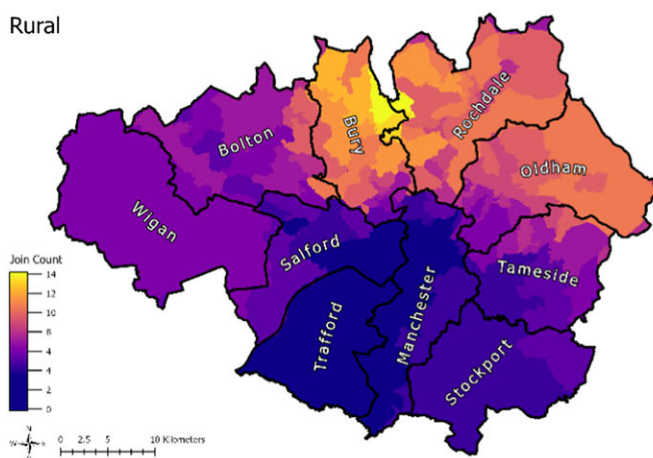 Rural
Bury
Rochdale
Bolton
Oldham
Wigan
Salford
Tameside
Trafford
Manchester
Stockport
Join Count
14
12
10
8
6
4
2
0
N
W
E
S
0 2.5 5 10 Kilometers